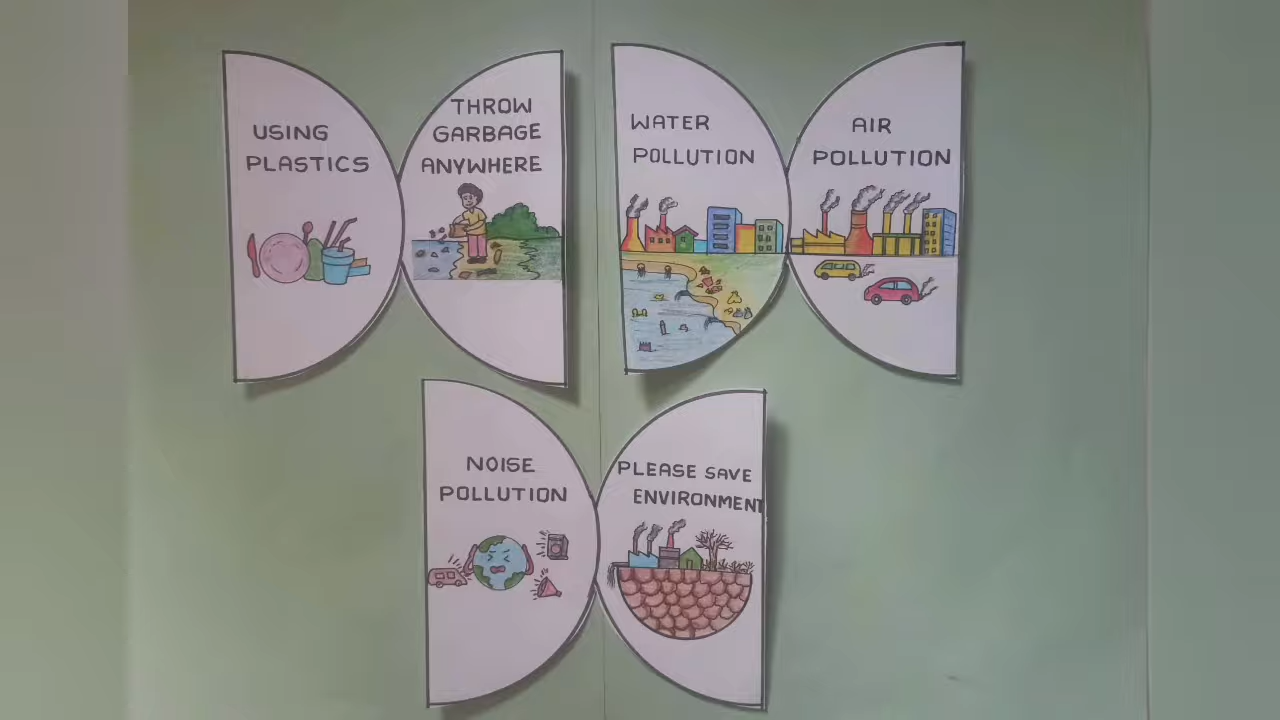 USING
PLASTICS
THROW
GARBAGE
ANYWHERE
WATER
POLLUTION
AIR
POLLUTION
NOISE
POLLUTION
PLEASE SAVE
ENVIRONMENT